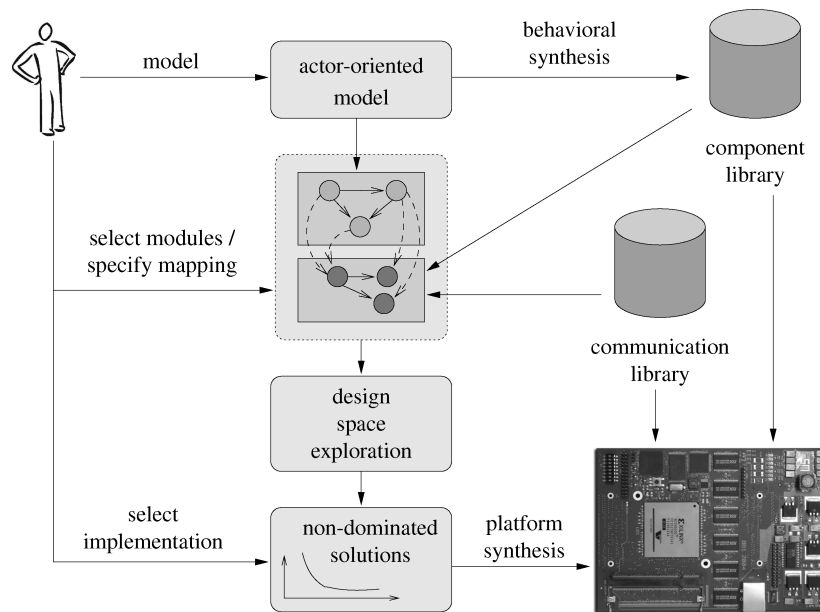 model
actor-oriented
model
behavioral
synthesis
component
library
select modules /
specify mapping
communication
library
design
space
exploration
select
implementation
non-dominated
solutions
platform
synthesis
XILINX